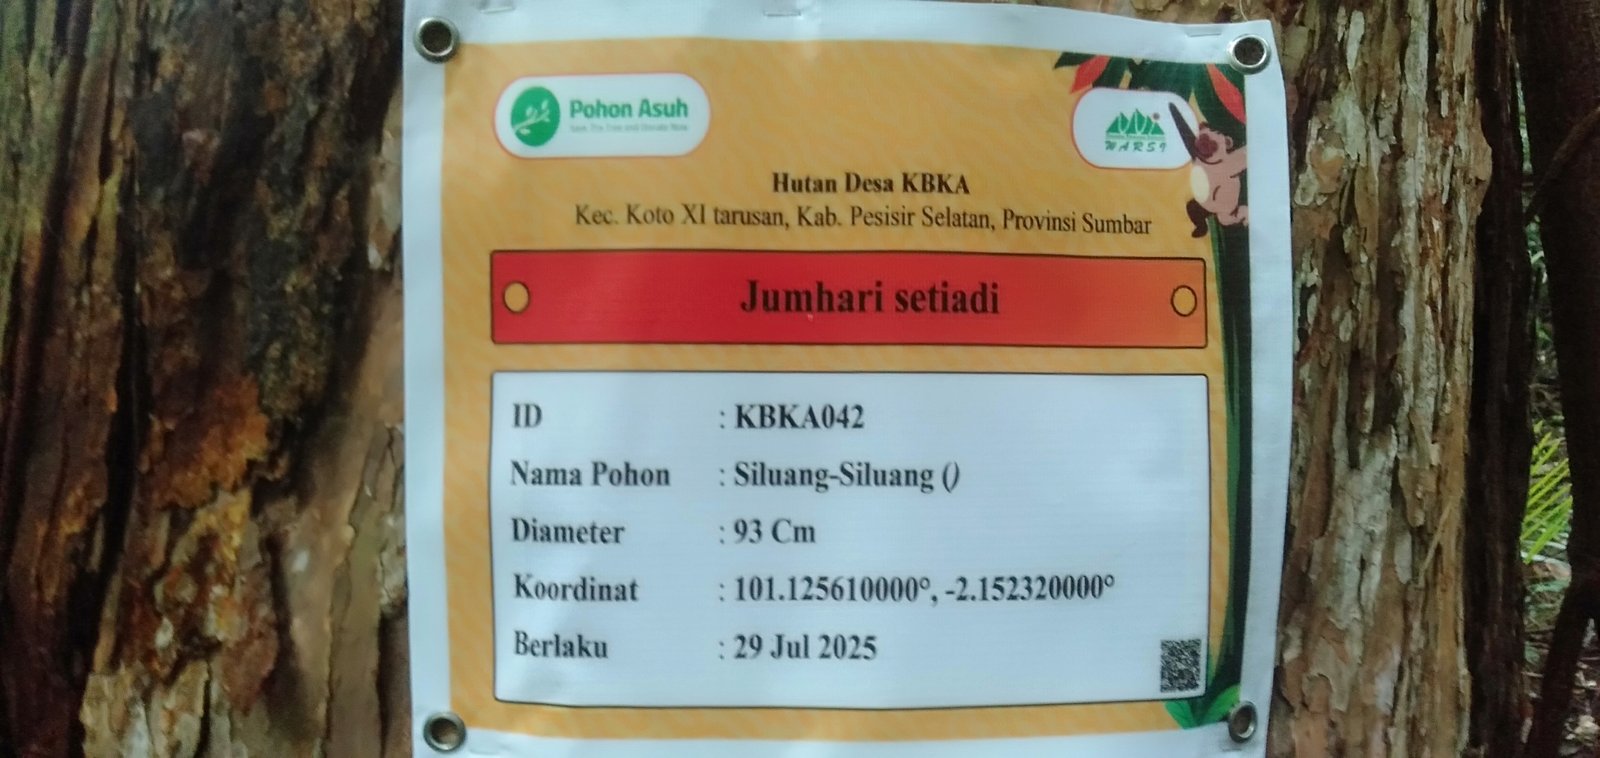 Pohon Asuh
WARSI
Hutan Desa KBKA
Kec. Koto XI tarusan, Kab. Pesisir Selatan, Provinsi Sumbar
Jumhari setiadi
ID : KBKA042
Nama Pohon : Siluang-Siluang ()
Diameter : 93 Cm
Koordinat : 101.125610000°, -2.152320000°
Berlaku : 29 Jul 2025